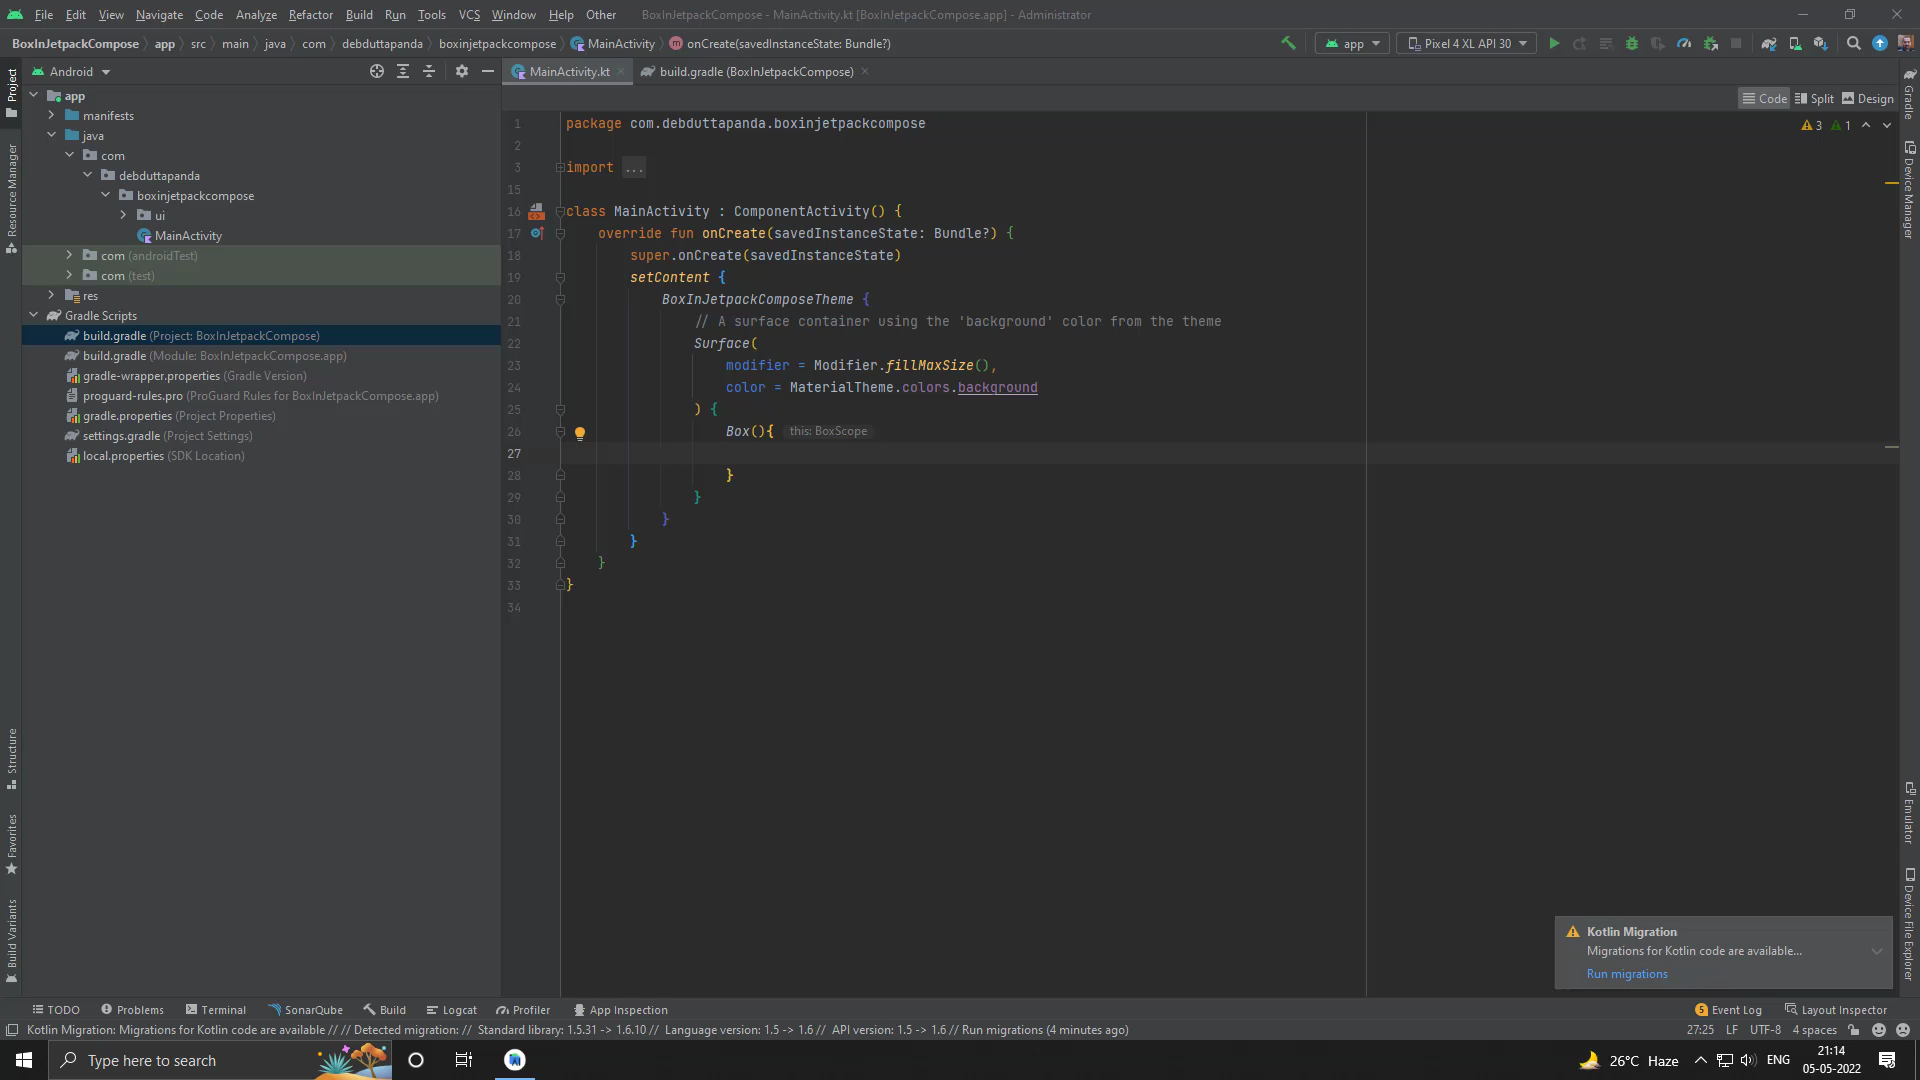 File Edit View Navigate Code Analyze Refactor Build Run Tools VCS Window Help Other BoxInJetpackCompose - MainActivity.kt [BoxInJetpackCompose.app] - Administrator
BoxInJetpackCompose app src main java com debduttapanda boxinjetpackcompose MainActivity onCreate(savedInstanceState: Bundle?) app Pixel 4 XL API 30
Android MainActivity.kt build.gradle (BoxInJetpackCompose)
Code Split Design
3 1
Project
Resource Manager
Structure
Favorites
Build Variants
app
manifests
java
com
debduttapanda
boxinjetpackcompose
ui
MainActivity
com (androidTest)
com (test)
res
Gradle Scripts
build.gradle (Project: BoxInJetpackCompose)
build.gradle (Module: BoxInJetpackCompose.app)
gradle-wrapper.properties (Gradle Version)
proguard-rules.pro (ProGuard Rules for BoxInJetpackCompose.app)
gradle.properties (Project Properties)
settings.gradle (Project Settings)
local.properties (SDK Location)
1 package com.debduttapanda.boxinjetpackcompose
2
3 import ...
15
16 class MainActivity : ComponentActivity() {
17 override fun onCreate(savedInstanceState: Bundle?) {
18 super.onCreate(savedInstanceState)
19 setContent {
20 BoxInJetpackComposeTheme {
21 // A surface container using the 'background' color from the theme
22 Surface(
23 modifier = Modifier.fillMaxSize(),
24 color = MaterialTheme.colors.background
25 ) {
26 Box(){ this: BoxScope
27
28 }
29 }
30 }
31 }
32 }
33 }
34
Gradle
Device Manager
Emulator
Device File Explorer
Kotlin Migration
Migrations for Kotlin code are available...
Run migrations
TODO Problems Terminal SonarQube Build Logcat Profiler App Inspection 5 Event Log Layout Inspector
Kotlin Migration: Migrations for Kotlin code are available // // Detected migration: // Standard library: 1.5.31 -> 1.6.10 // Language version: 1.5 -> 1.6 // API version: 1.5 -> 1.6 // Run migrations (4 minutes ago) 27:25 LF UTF-8 4 spaces
Type here to search 26°C Haze ENG 21:14
05-05-2022